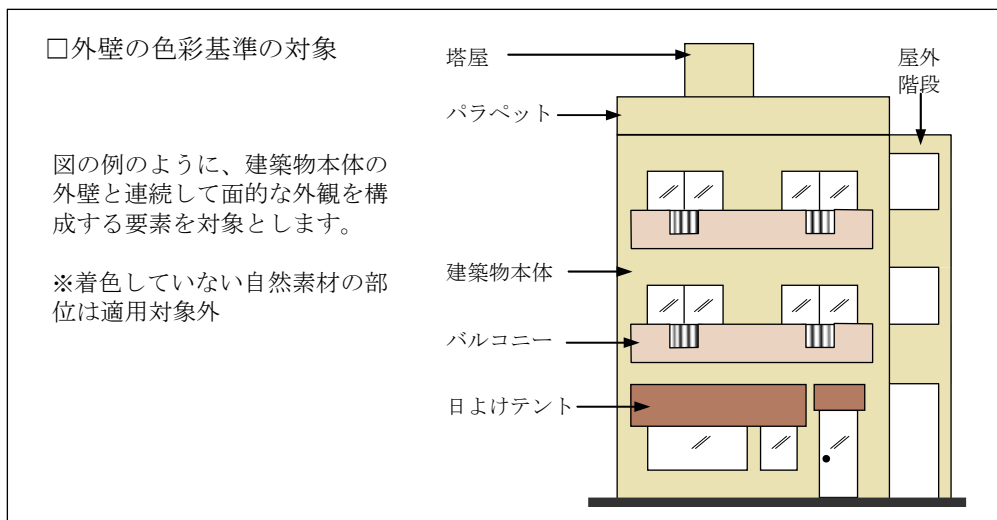 □外壁の色彩基準の対象
図の例のように、建築物本体の
外壁と連続して面的な外観を構
成する要素を対象とします。
※着色していない自然素材の部
位は適用対象外
塔屋
パラペット
建築物本体
バルコニー
日よけテント
屋外
階段